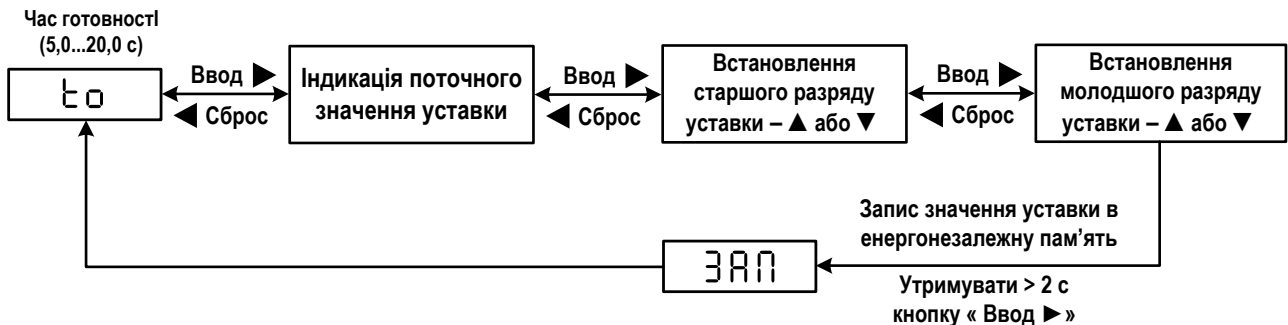 Час готовності
(5,0...20,0 с)
to
Ввод ▶
◀ Сброс
Індикація поточного
значення уставки
Ввод ▶
◀ Сброс
Встановлення
старшого разряду
уставки – ▲ або ▼
Ввод ▶
◀ Сброс
Встановлення
молодшого разряду
уставки – ▲ або ▼
Запис значення уставки в
енергонезалежну пам’ять
ЗАП
Утримувати > 2 с
кнопку « Ввод ▶ »